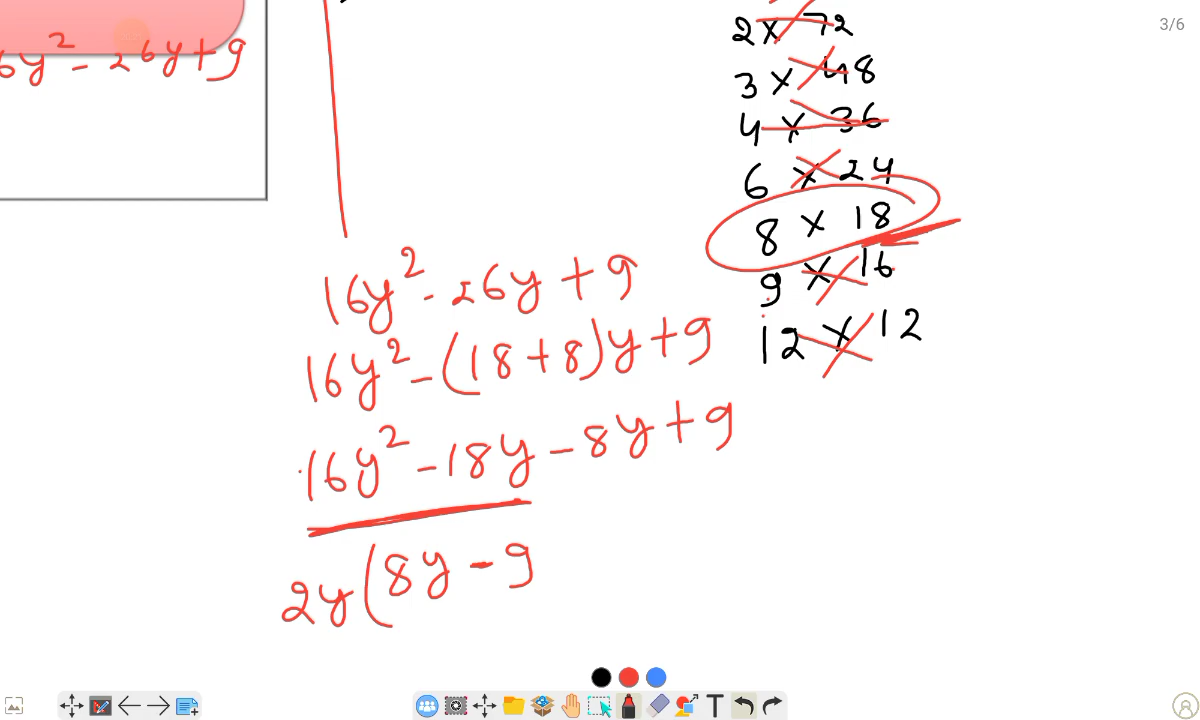 3/6
6y² - 26y + 9
2 x 72
3 x 48
4 x 36
6 x 24
8 x 18
9 x 16
12 x 12
16y² - 26y + 9
16y² - (18 + 8)y + 9
16y² - 18y - 8y + 9
2y(8y - 9